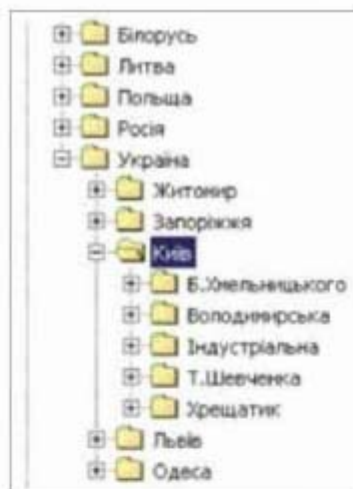 Білорусь
Литва
Польща
Росія
Україна
Житомир
Запоріжжя
Київ
Б.Хмельницького
Володимирська
Індустріальна
Т.Шевченка
Хрещатик
Львів
Одеса